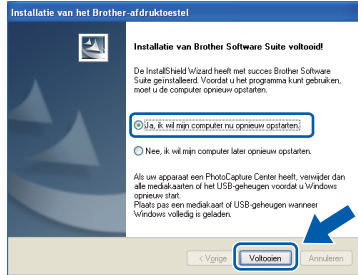 Installatie van het Brother-afdruktoestel
Installatie van Brother Software Suite voltooid!
De InstallShield Wizard heeft met succes Brother Software
Suite geïnstalleerd. Voordat u het programma kunt gebruiken,
moet u de computer opnieuw opstarten.
Ja, ik wil mijn computer nu opnieuw opstarten.
Nee, ik wil mijn computer later opnieuw opstarten.
Als uw apparaat een PhotoCapture Center heeft, verwijder dan
alle mediakaarten of het USB-geheugen voordat u Windows
opnieuw start.
Plaats pas een mediakaart of USB-geheugen wanneer
Windows volledig is geladen.
< Vorige Voltooien Annuleren